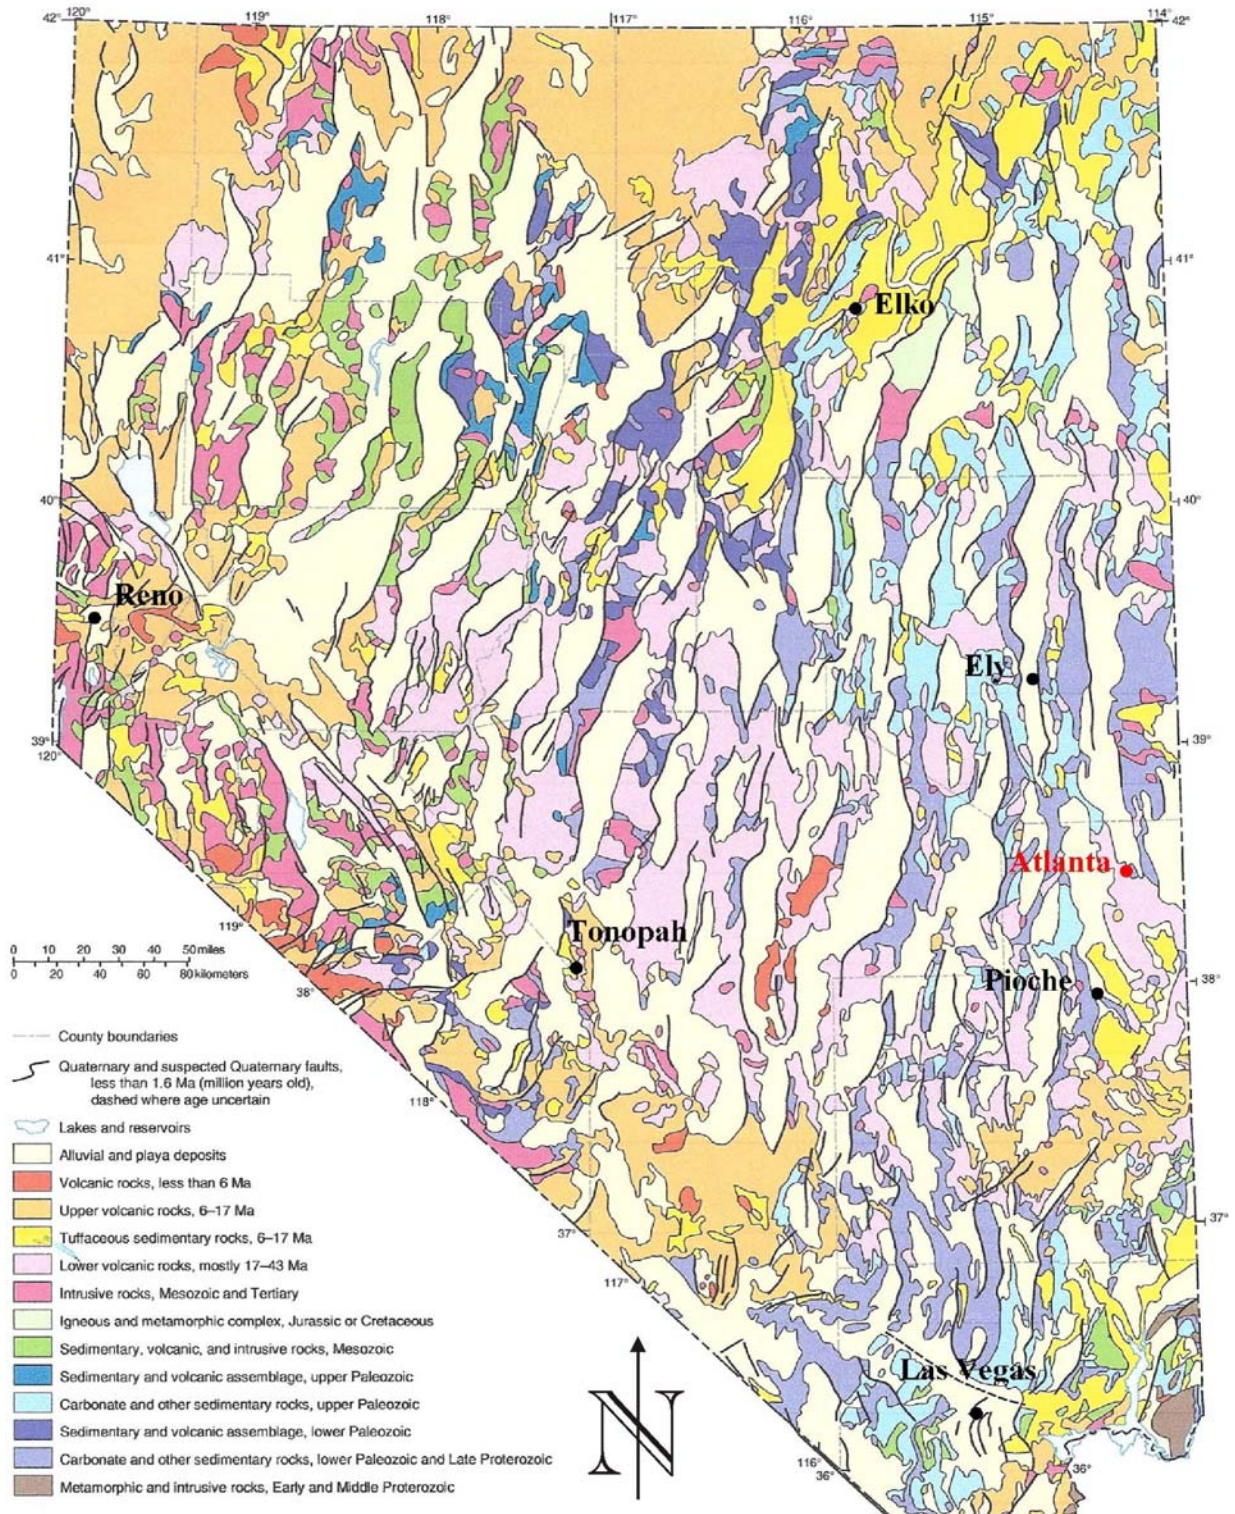 42° 120° 119° 118° 117° 116° 115° 114° 42°
41° 41°
Elko
40° 40°
Reno
Ely
39° 39°
120°
Atlanta
119°
Tonopah
0 10 20 30 40 50 miles
0 20 40 60 80 kilometers
38° Pioche 38°
County boundaries
Quaternary and suspected Quaternary faults,
less than 1.6 Ma (million years old),
dashed where age uncertain
118°
Lakes and reservoirs
Alluvial and playa deposits
Volcanic rocks, less than 6 Ma
Upper volcanic rocks, 6–17 Ma
37° 37°
Tuffaceous sedimentary rocks, 6–17 Ma
Lower volcanic rocks, mostly 17–43 Ma
117°
Intrusive rocks, Mesozoic and Tertiary
Igneous and metamorphic complex, Jurassic or Cretaceous
Sedimentary, volcanic, and intrusive rocks, Mesozoic
Sedimentary and volcanic assemblage, upper Paleozoic
Las Vegas
Carbonate and other sedimentary rocks, upper Paleozoic
Sedimentary and volcanic assemblage, lower Paleozoic
N
Carbonate and other sedimentary rocks, lower Paleozoic and Late Proterozoic
116°
36° 36°
Metamorphic and intrusive rocks, Early and Middle Proterozoic